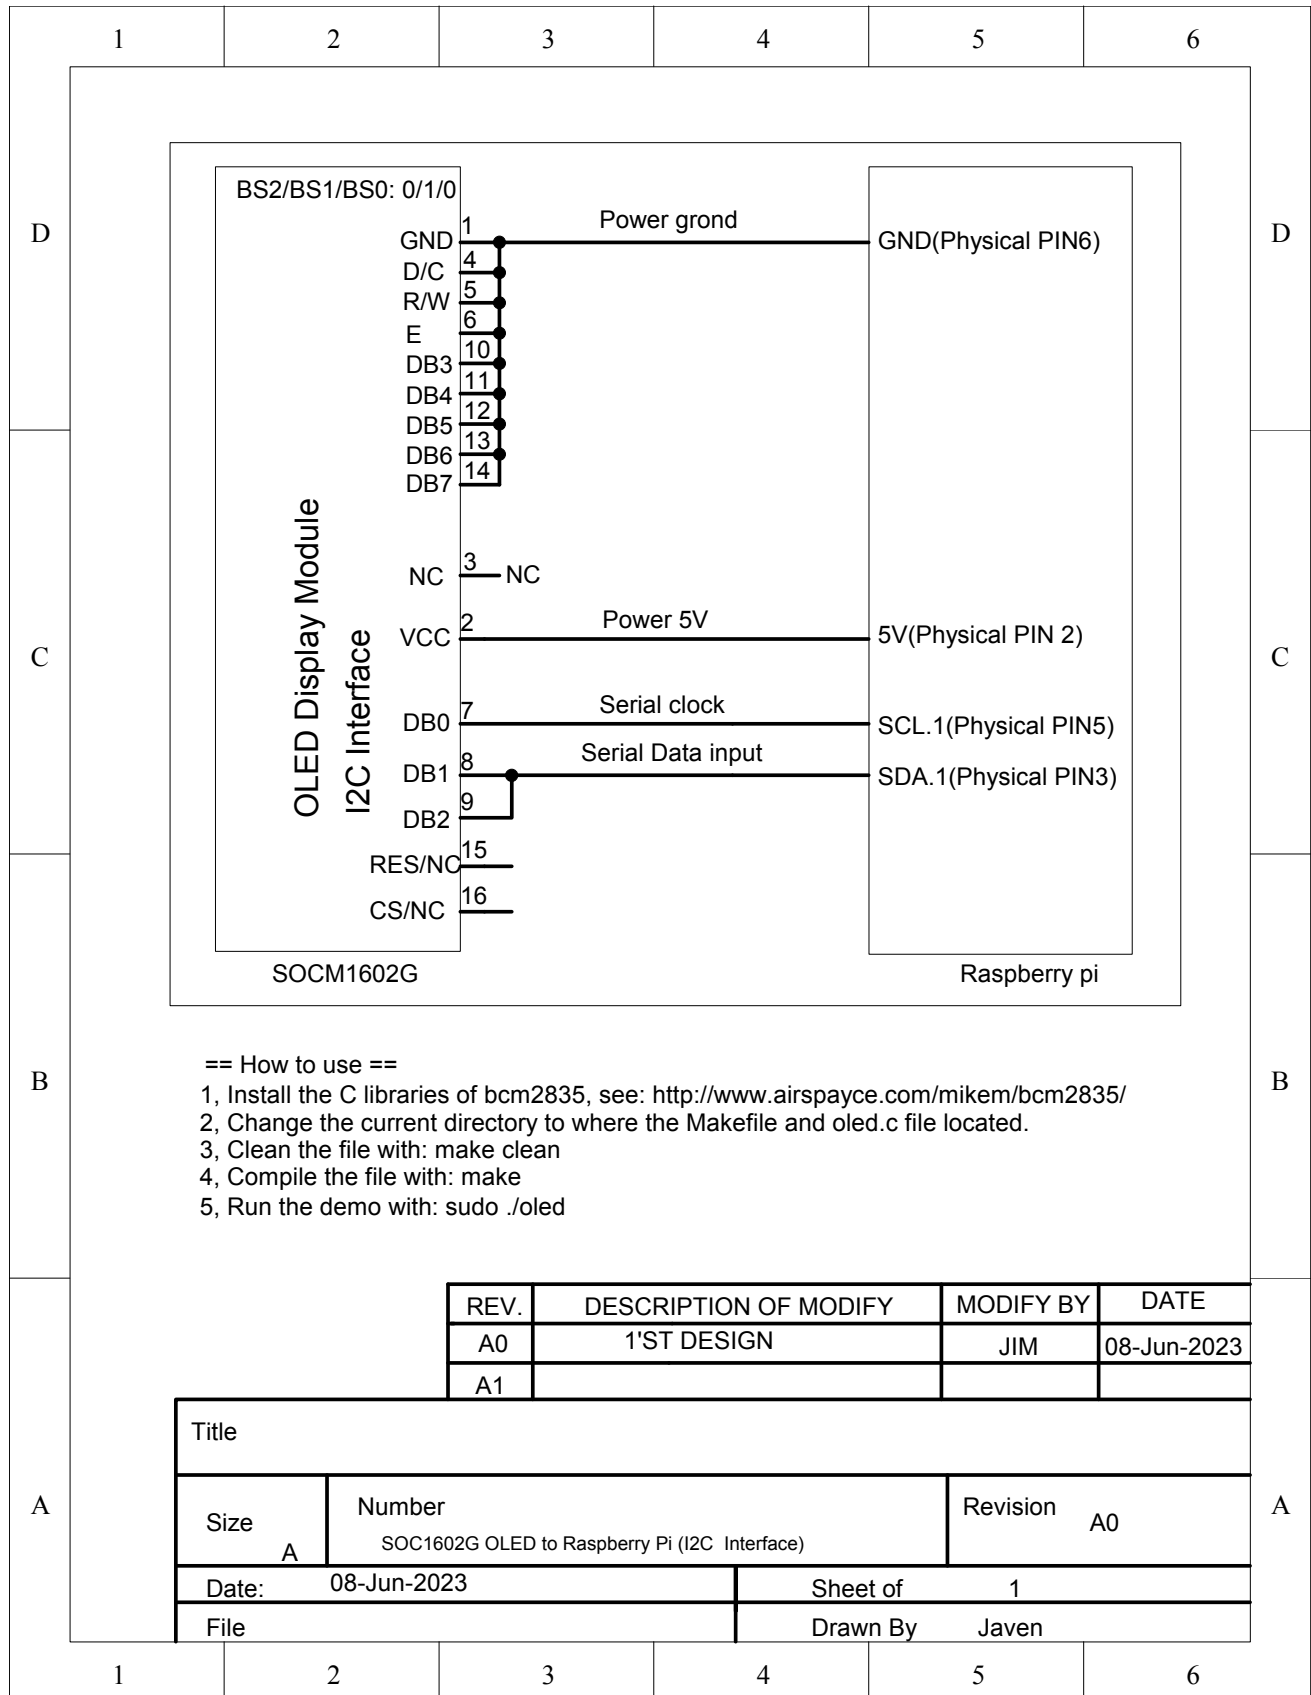 1 2 3 4 5 6
D D
C C
B B
A A
BS2/BS1/BS0: 0/1/0
GND 1 Power grond GND(Physical PIN6)
D/C 4
R/W 5
E 6
DB3 10
DB4 11
DB5 12
DB6 13
DB7 14
NC 3 NC
VCC 2 Power 5V 5V(Physical PIN 2)
DB0 7 Serial clock SCL.1(Physical PIN5)
DB1 8 Serial Data input SDA.1(Physical PIN3)
DB2 9
RES/NC 15
CS/NC 16
OLED Display Module
I2C Interface
SOCM1602G
Raspberry pi
== How to use ==
1, Install the C libraries of bcm2835, see: http://www.airspayce.com/mikem/bcm2835/
2, Change the current directory to where the Makefile and oled.c file located.
3, Clean the file with: make clean
4, Compile the file with: make
5, Run the demo with: sudo ./oled
REV. DESCRIPTION OF MODIFY MODIFY BY DATE
A0 1'ST DESIGN JIM 08-Jun-2023
A1
Title
Size A
Number
SOC1602G OLED to Raspberry Pi (I2C Interface)
Revision A0
Date: 08-Jun-2023 Sheet of 1
File Drawn By Javen
1 2 3 4 5 6